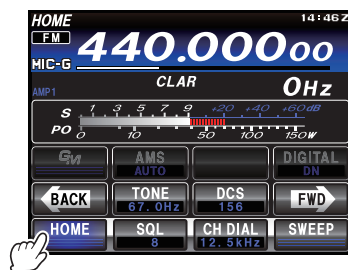 HOME 14:46Z
FM 440.00000
MIC-G
AMP1 CLAR 0Hz
S 1 3 5 7 9 +20 +40 +60dB
PO 0 10 50 100 150W
GM AMS AUTO DIGITAL DN
BACK TONE 67.0Hz DCS 156 FWD
HOME SQL 8 CH DIAL 12.5kHz SWEEP